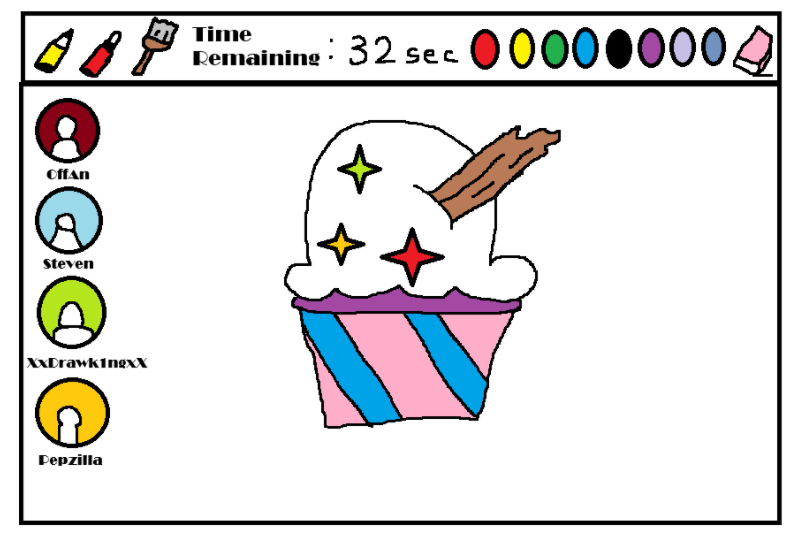 Time
Remaining : 32 sec
OffAn
Steven
XxDrawk1ngxX
Pepzilla